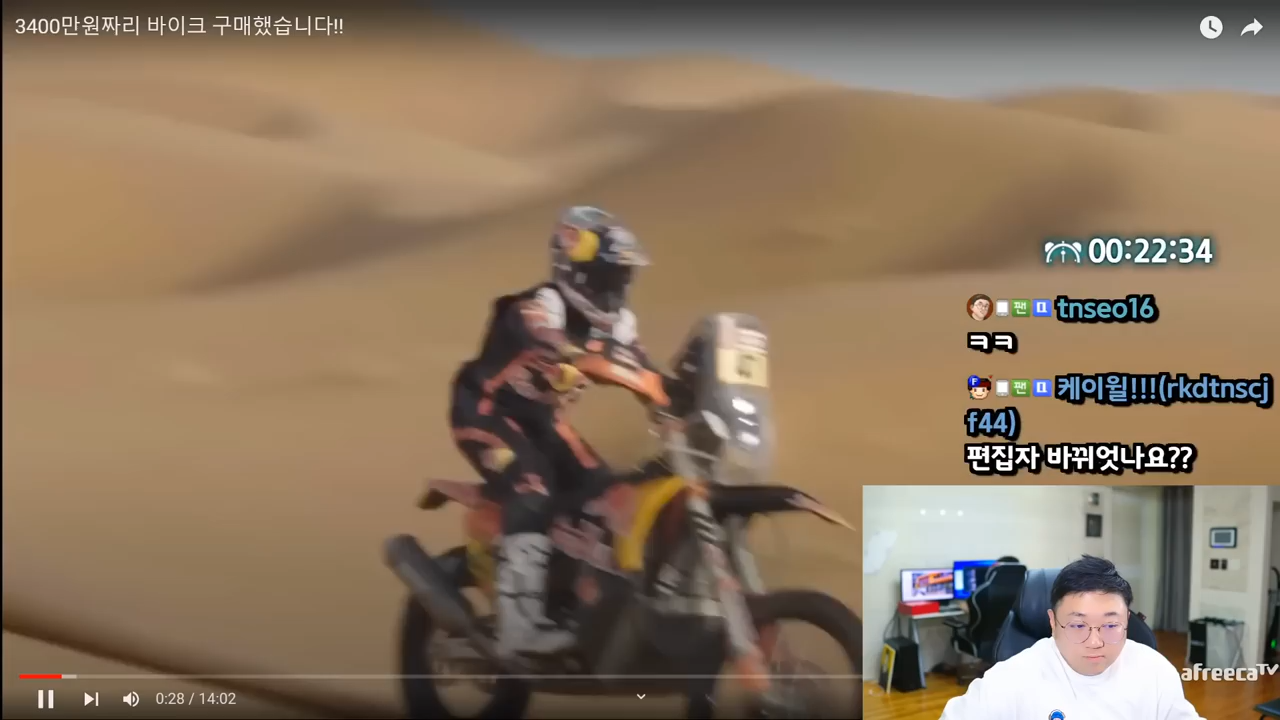 3400만원짜리 바이크 구매했습니다!!
00:22:34
팬 tnseo16
ㅋㅋ
팬 케이윌!!!(rkdtnscj
f44)
편집자 바뀌엇나요??
afreecaTV
0:28 / 14:02